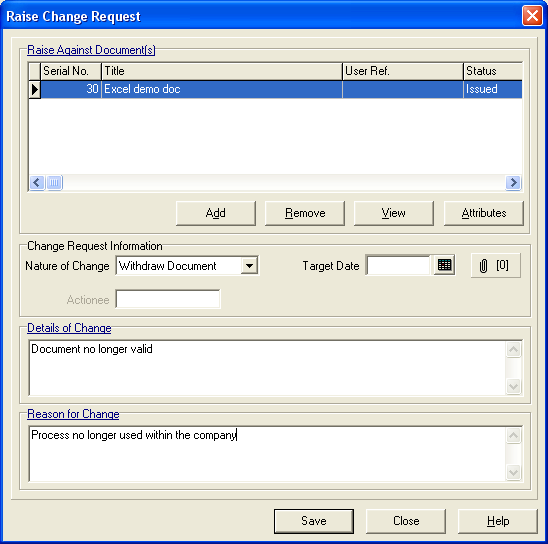 Raise Change Request
Raise Against Document(s)
Serial No. Title User Ref. Status
30 Excel demo doc Issued
Add Remove View Attributes
Change Request Information
Nature of Change Withdraw Document Target Date [0]
Actionee
Details of Change
Document no longer valid
Reason for Change
Process no longer used within the company
Save Close Help